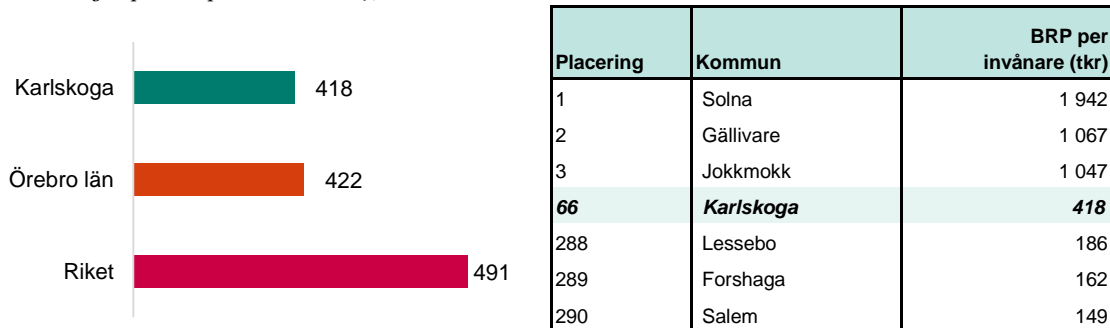 Karlskoga 418
Örebro län 422
Riket 491
BRP per
Placering Kommun invånare (tkr)
1 Solna 1 942
2 Gällivare 1 067
3 Jokkmokk 1 047
66 Karlskoga 418
288 Lessebo 186
289 Forshaga 162
290 Salem 149